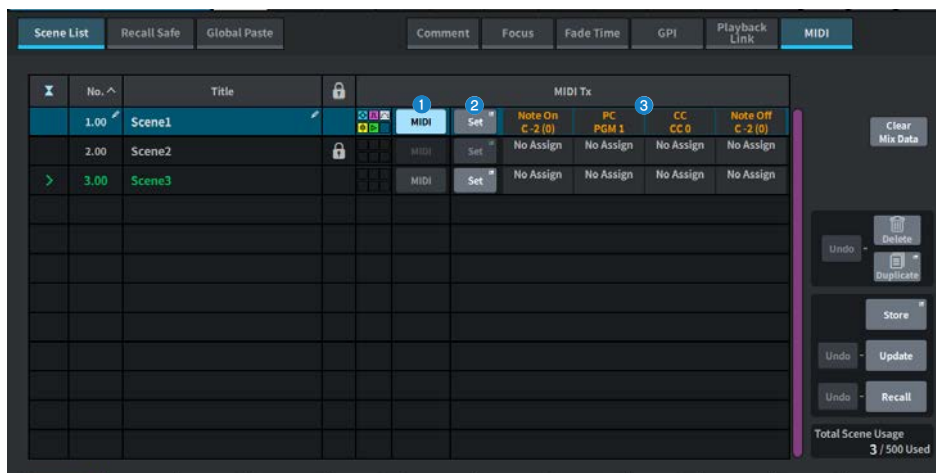 Scene List Recall Safe Global Paste Comment Focus Fade Time GPI Playback Link MIDI
No. Title MIDI Tx
1 2 3
1.00 Scene1 MIDI Set Note On C -2 (0) PC PGM 1 CC CC 0 Note Off C -2 (0)
Clear Mix Data
2.00 Scene2 MIDI Set No Assign No Assign No Assign No Assign
3.00 Scene3 MIDI Set No Assign No Assign No Assign No Assign
Undo - Delete
Duplicate
Store
Undo - Update
Undo - Recall
Total Scene Usage
3 / 500 Used